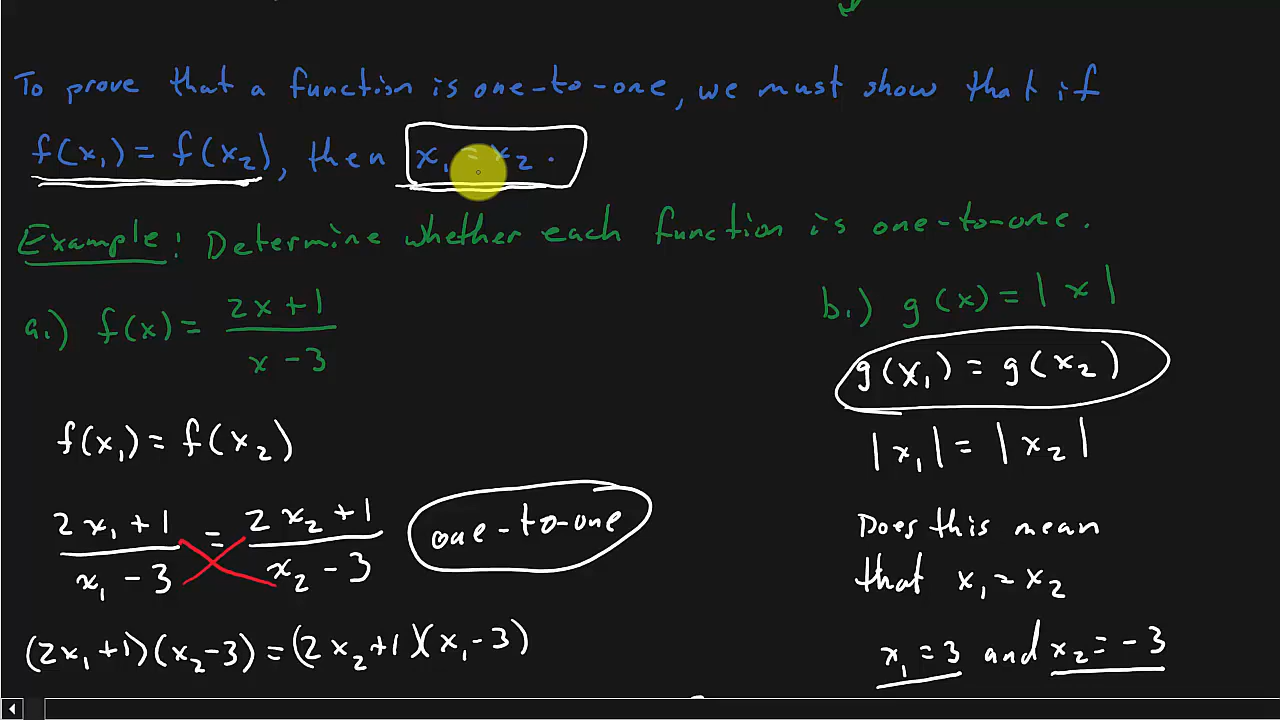 To prove that a function is one-to-one, we must show that if
f(x₁) = f(x₂), then x₁ = x₂.
Example: Determine whether each function is one-to-one.
a.) f(x) = (2x+1)/(x-3)
f(x₁) = f(x₂)
(2x₁+1)/(x₁-3) = (2x₂+1)/(x₂-3)
one-to-one
(2x₁+1)(x₂-3) = (2x₂+1)(x₁-3)
b.) g(x) = |x|
g(x₁) = g(x₂)
|x₁| = |x₂|
Does this mean
that x₁ = x₂
x₁ = 3 and x₂ = -3